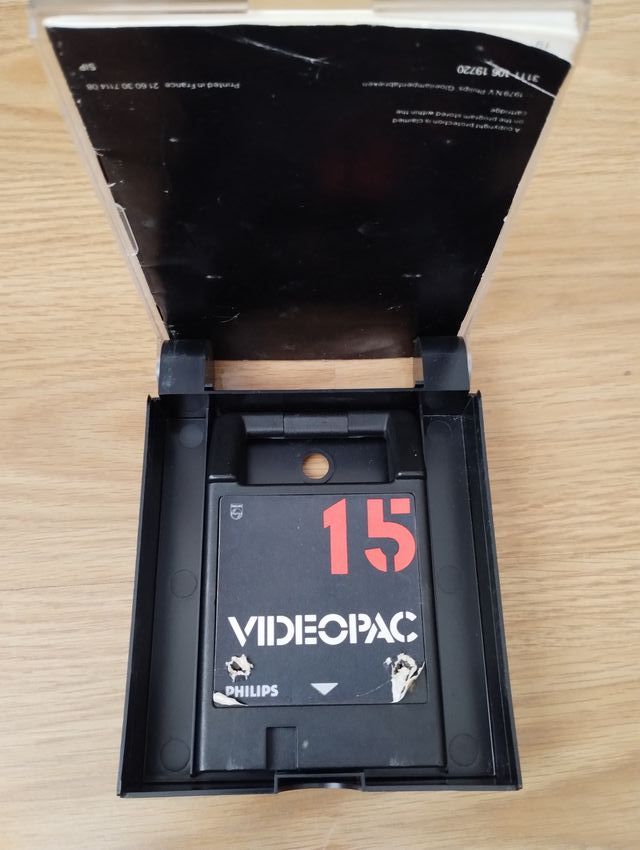 A copyright protection is claimed
on the program stored within the
cartridge
1979 N.V. Philips Gloeilampenfabrieken
Printed in France 21 60 30 7114 08
3111 106 19720
SIP
15
VIDEOPAC
PHILIPS